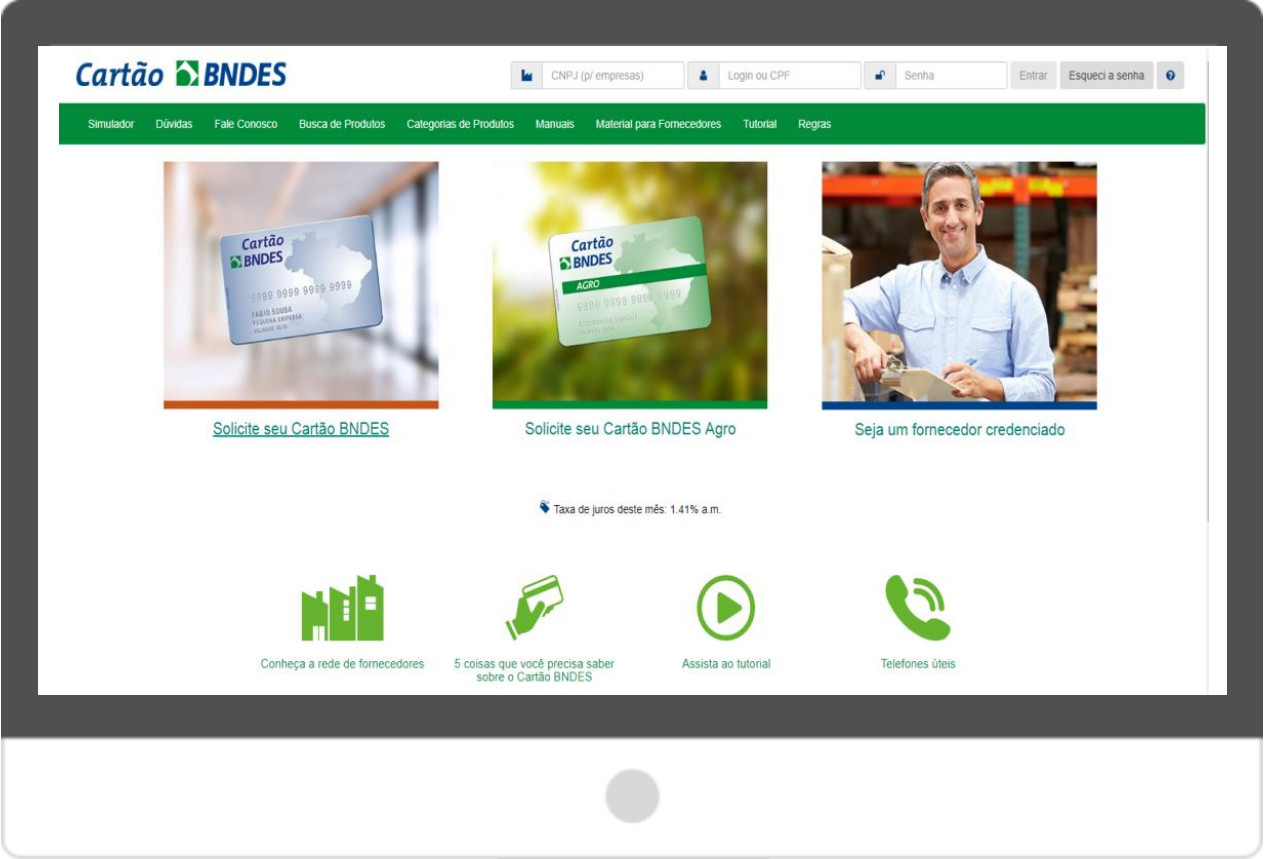 Cartão BNDES
CNPJ (p/ empresas)
Login ou CPF
Senha
Entrar
Esqueci a senha
Simulador
Dúvidas
Fale Conosco
Busca de Produtos
Categorias de Produtos
Manuais
Material para Fornecedores
Tutorial
Regras
Cartão
BNDES
9999 9999 9999 9999
FABIO SOUSA
PEQUENA EMPRESA
Cartão
BNDES
AGRO
9999 9999 9999 9999
Solicite seu Cartão BNDES
Solicite seu Cartão BNDES Agro
Seja um fornecedor credenciado
Taxa de juros deste mês: 1.41% a.m.
Conheça a rede de fornecedores
5 coisas que você precisa saber
sobre o Cartão BNDES
Assista ao tutorial
Telefones úteis